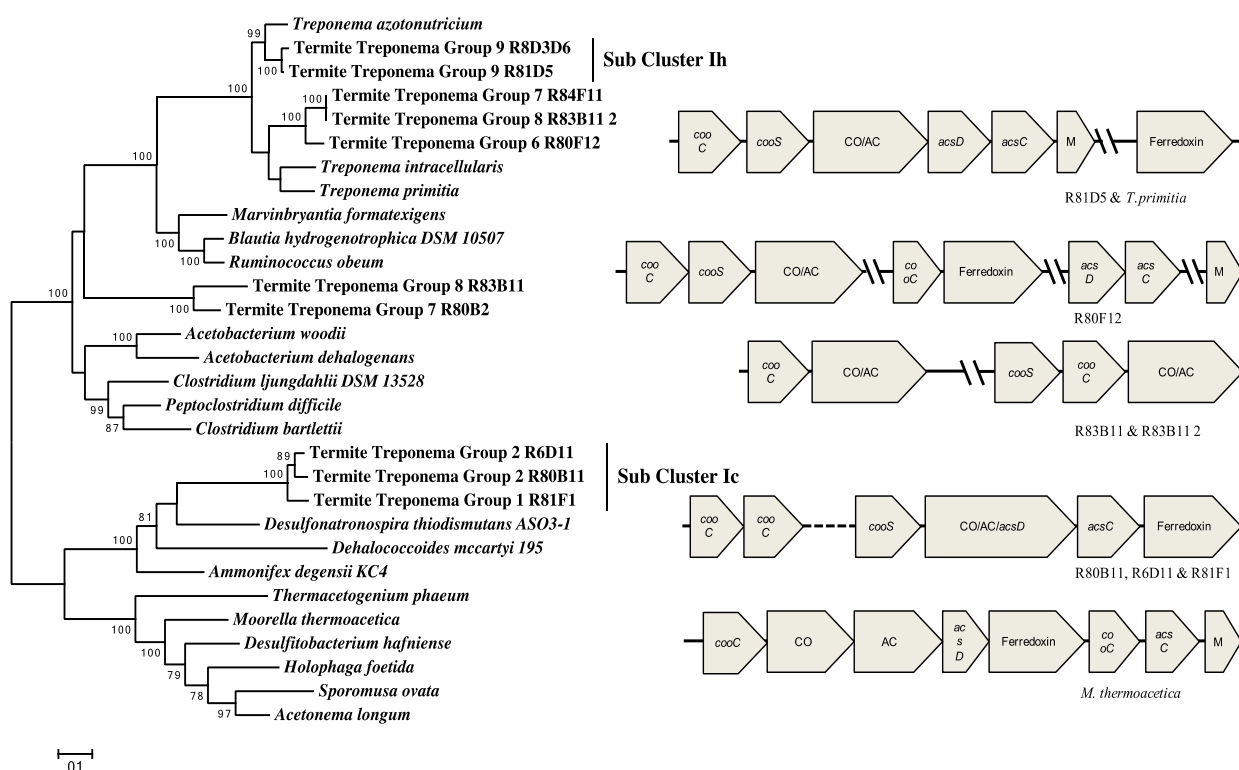 99
Treponema azotonutricium
Termite Treponema Group 9 R8D3D6
Sub Cluster Ih
100
Termite Treponema Group 9 R81D5
100
100
Termite Treponema Group 7 R84F11
100
Termite Treponema Group 8 R83B11 2
Termite Treponema Group 6 R80F12
Treponema intracellularis
Treponema primitia
100
Marvinbryantia formatexigens
100
Blautia hydrogenotrophica DSM 10507
100
Ruminococcus obeum
Termite Treponema Group 8 R83B11
100
100
Termite Treponema Group 7 R80B2
100
Acetobacterium woodii
Acetobacterium dehalogenans
Clostridium ljungdahlii DSM 13528
99
Peptoclostridium difficile
87
Clostridium bartlettii
89
Termite Treponema Group 2 R6D11
100
Termite Treponema Group 2 R80B11
Sub Cluster Ic
Termite Treponema Group 1 R81F1
81
Desulfonatronospira thiodismutans ASO3-1
100
Dehalococcoides mccartyi 195
Ammonifex degensii KC4
Thermacetogenium phaeum
100
Moorella thermoacetica
100
Desulfitobacterium hafniense
79
Holophaga foetida
78
Sporomusa ovata
97
Acetonema longum
01
coo
C
cooS
CO/AC
acsD
acsC
M
Ferredoxin
R81D5 & T.primitia
coo
C
cooS
CO/AC
co
oC
Ferredoxin
acs
D
acs
C
M
R80F12
coo
C
CO/AC
cooS
coo
C
CO/AC
R83B11 & R83B11 2
coo
C
coo
C
cooS
CO/AC/acsD
acsC
Ferredoxin
R80B11, R6D11 & R81F1
cooC
CO
AC
ac
s
D
Ferredoxin
co
oC
acs
C
M
M. thermoacetica